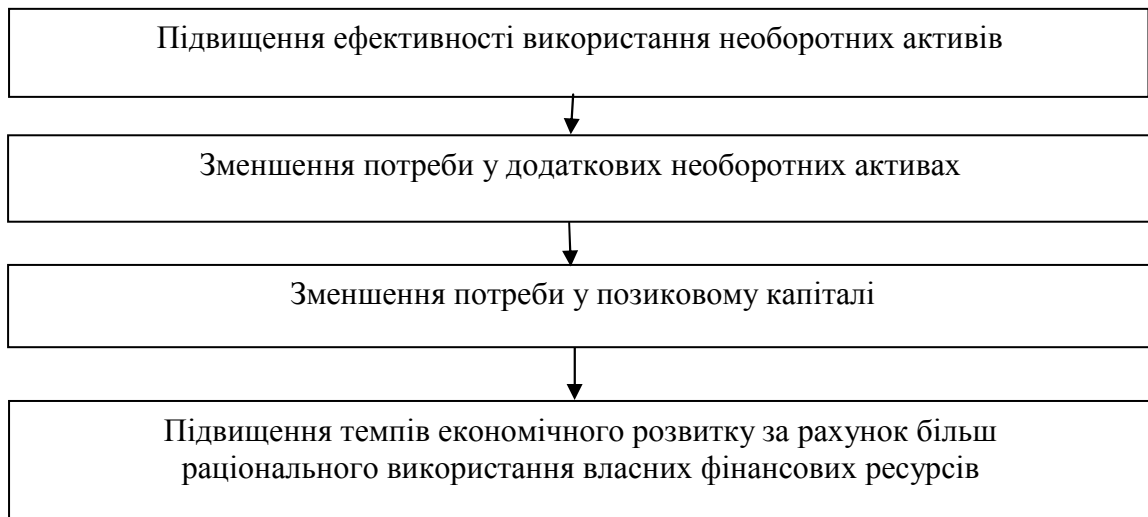 Підвищення ефективності використання необоротних активів
Зменшення потреби у додаткових необоротних активах
Зменшення потреби у позиковому капіталі
Підвищення темпів економічного розвитку за рахунок більш
раціонального використання власних фінансових ресурсів